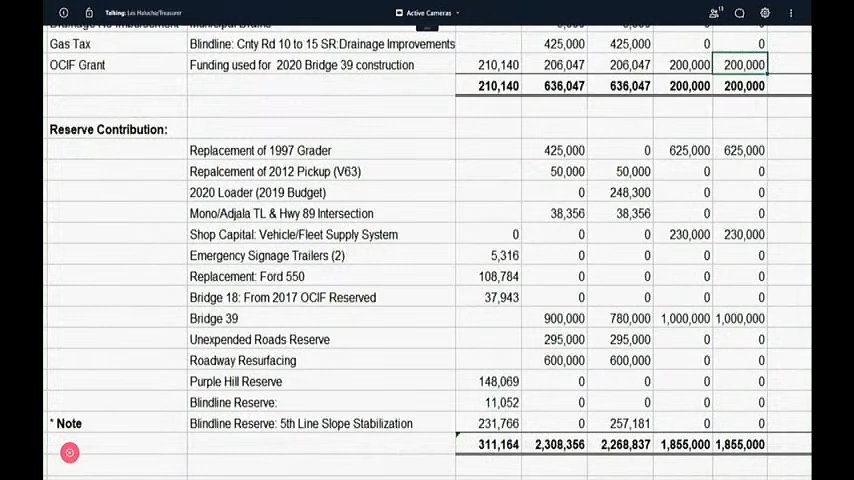 Talking: Les Halucha/Treasurer Active Cameras 13
Drainage Re-Imbursement Municipal Drains
Gas Tax Blindline: Cnty Rd 10 to 15 SR:Drainage Improvements 425,000 425,000 0 0
OCIF Grant Funding used for 2020 Bridge 39 construction 210,140 206,047 206,047 200,000 200,000
210,140 636,047 636,047 200,000 200,000
Reserve Contribution:
Replacement of 1997 Grader 425,000 0 625,000 625,000
Repalcement of 2012 Pickup (V63) 50,000 50,000 0 0
2020 Loader (2019 Budget) 0 248,300 0 0
Mono/Adjala TL & Hwy 89 Intersection 38,356 38,356 0 0
Shop Capital: Vehicle/Fleet Supply System 0 0 0 230,000 230,000
Emergency Signage Trailers (2) 5,316 0 0 0 0
Replacement: Ford 550 108,784 0 0 0 0
Bridge 18: From 2017 OCIF Reserved 37,943 0 0 0 0
Bridge 39 900,000 780,000 1,000,000 1,000,000
Unexpended Roads Reserve 295,000 295,000 0 0
Roadway Resurfacing 600,000 600,000 0 0
Purple Hill Reserve 148,069 0 0 0 0
Blindline Reserve: 11,052 0 0 0 0
* Note Blindline Reserve: 5th Line Slope Stabilization 231,766 0 257,181 0 0
311,164 2,308,356 2,268,837 1,855,000 1,855,000